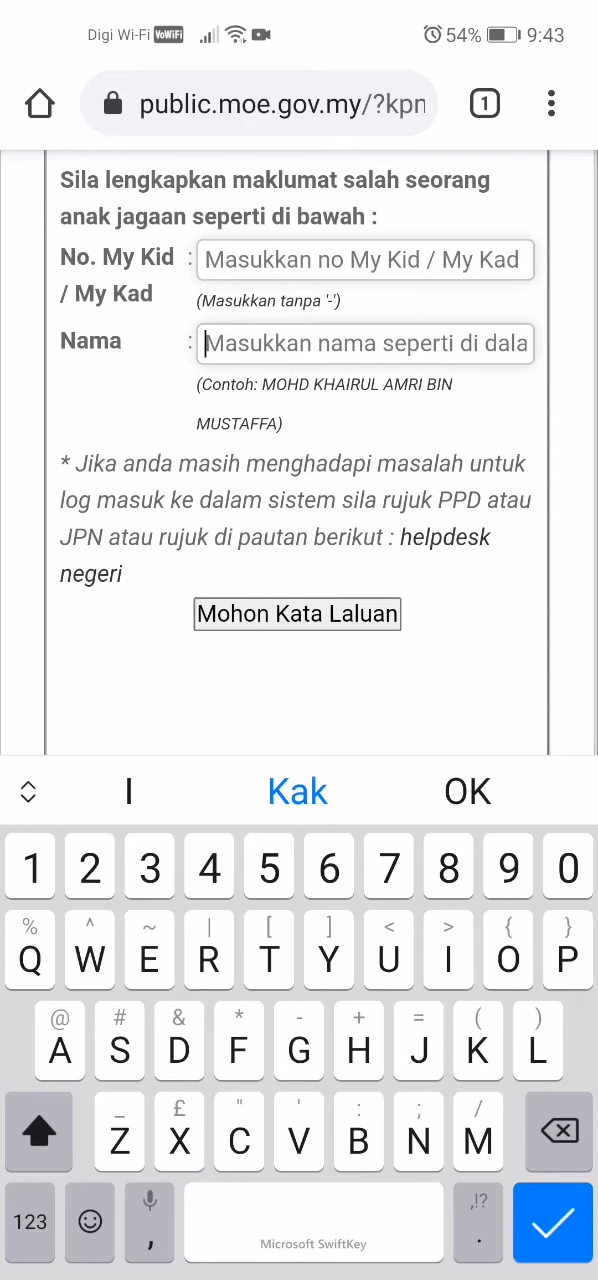 Digi Wi-Fi VoWiFi 54% 9:43
public.moe.gov.my/?kpn 1
Sila lengkapkan maklumat salah seorang
anak jagaan seperti di bawah :
No. My Kid : Masukkan no My Kid / My Kad
/ My Kad (Masukkan tanpa '-')
Nama : Masukkan nama seperti di dala
(Contoh: MOHD KHAIRUL AMRI BIN
MUSTAFFA)
* Jika anda masih menghadapi masalah untuk
log masuk ke dalam sistem sila rujuk PPD atau
JPN atau rujuk di pautan berikut : helpdesk
negeri
Mohon Kata Laluan
I Kak OK
1 2 3 4 5 6 7 8 9 0
% ^ ~ | [ ] < > { }
Q W E R T Y U I O P
@ # & * - + = ( )
A S D F G H J K L
_ £ " ' : ; /
Z X C V B N M
123 , Microsoft SwiftKey ,!? .